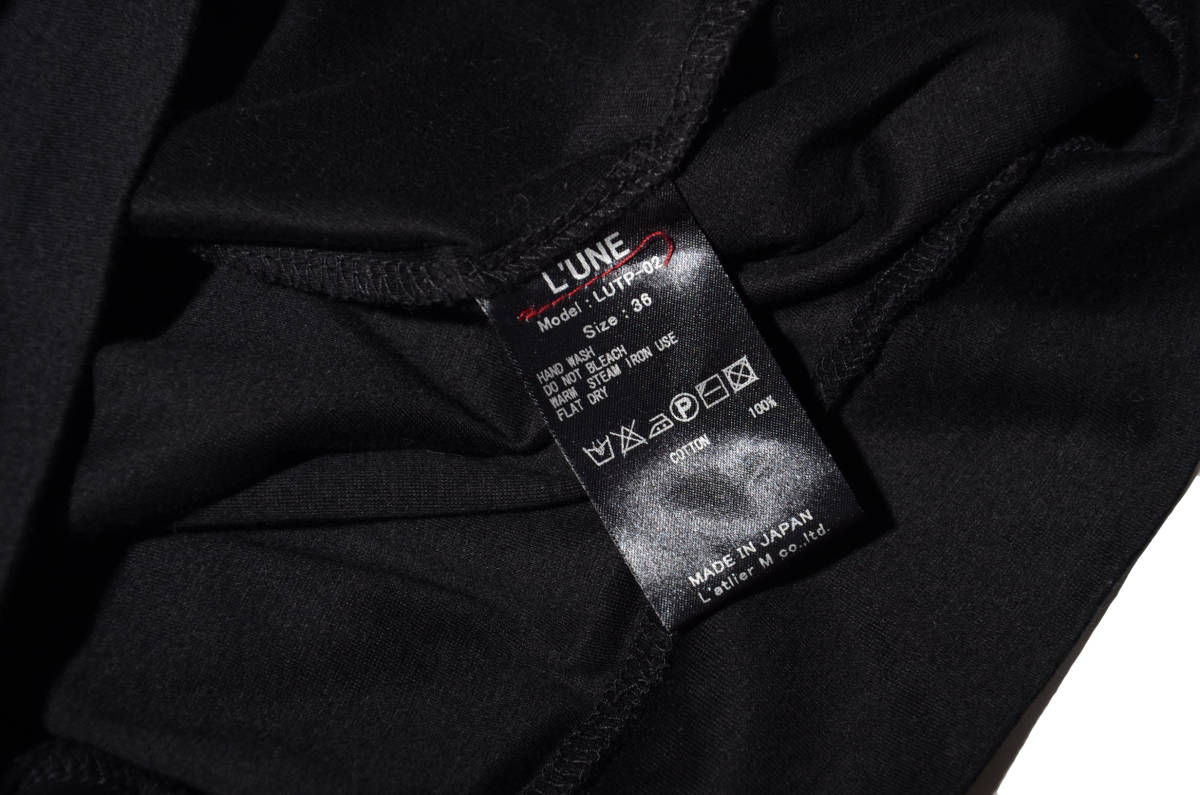 L'UNE
Model : LUTP-02
Size : 36
HAND WASH
DO NOT BLEACH
WARM STEAM IRON USE
FLAT DRY
P
COTTON 100%
MADE IN JAPAN
L'atlier M co.,ltd.